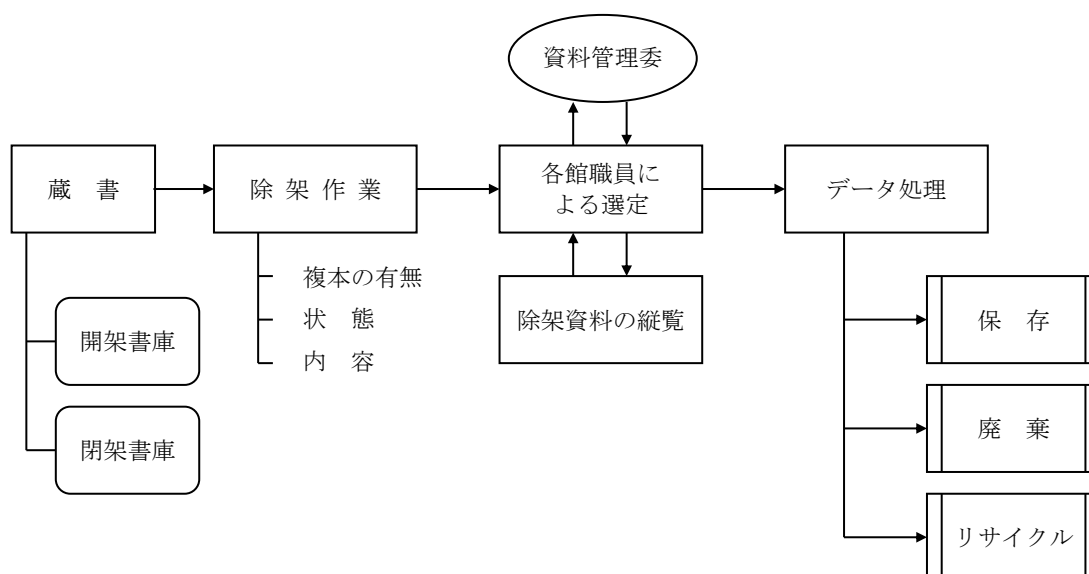 資料管理委
蔵　書
除 架 作 業
各館職員に
よる選定
データ処理
複本の有無
状　態
内　容
開架書庫
閉架書庫
除架資料の縦覧
保　存
廃　棄
リサイクル